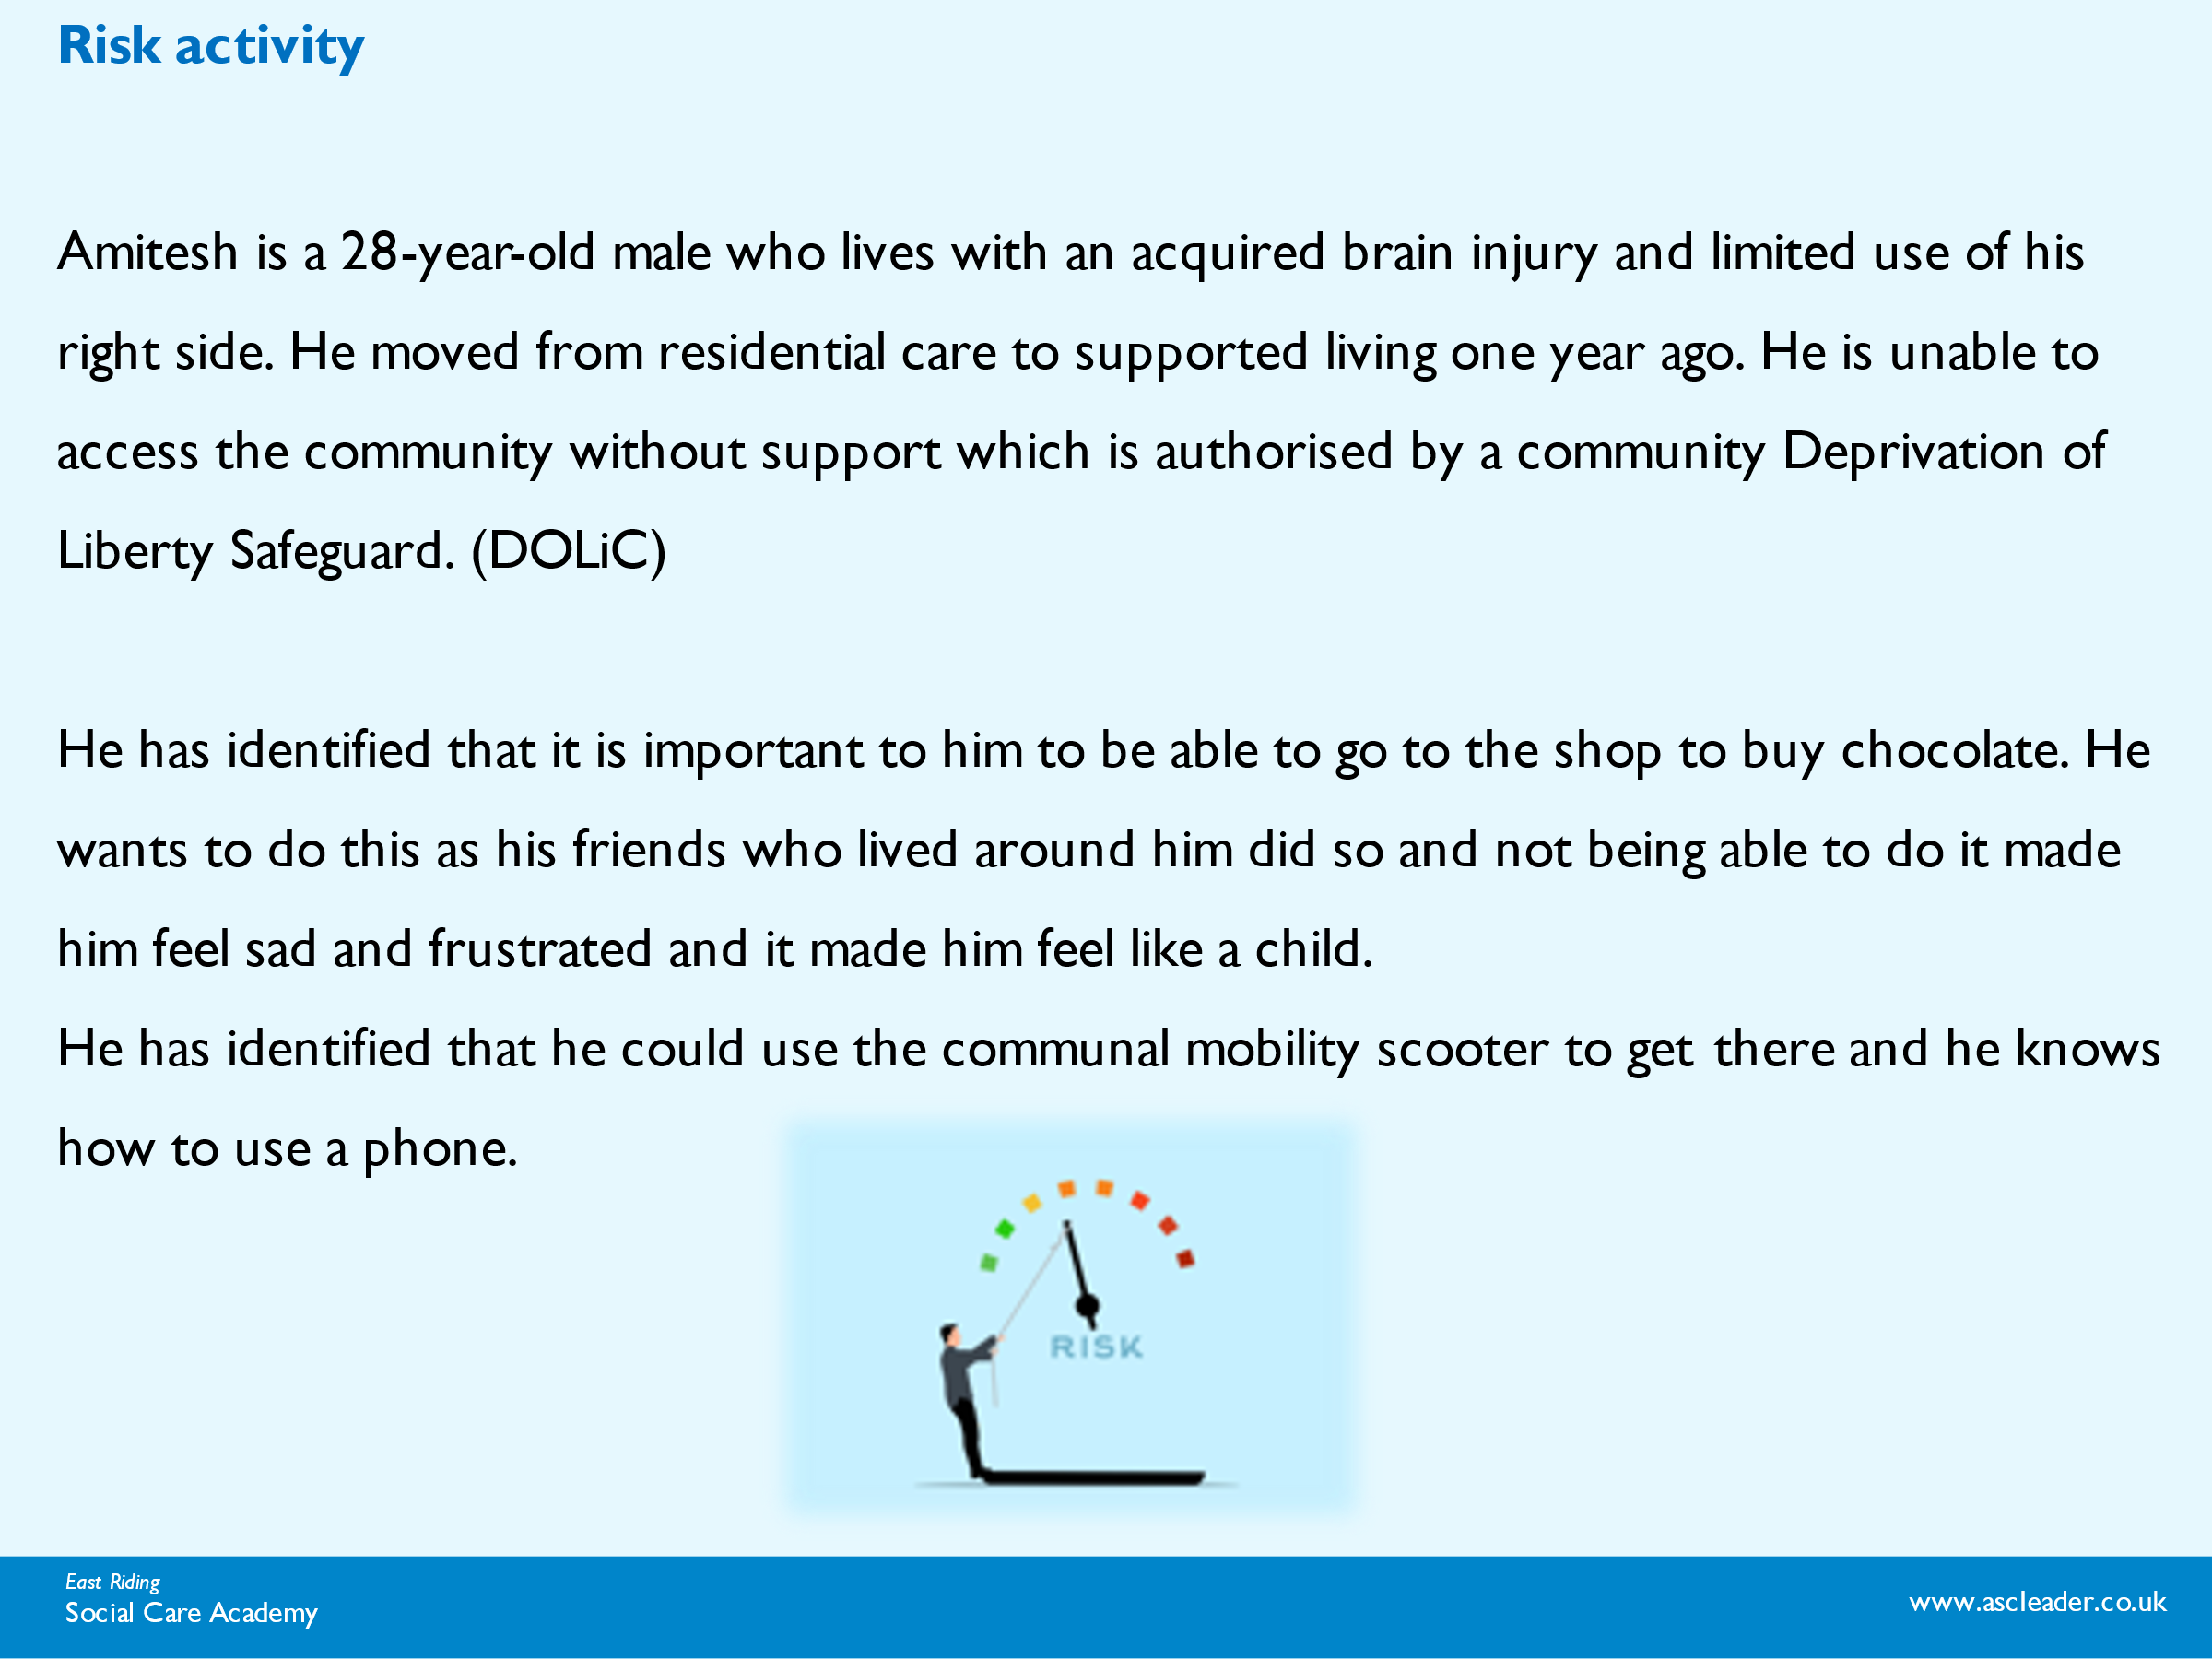 Risk activity
Amitesh is a 28-year-old male who lives with an acquired brain injury and limited use of his
right side. He moved from residential care to supported living one year ago. He is unable to
access the community without support which is authorised by a community Deprivation of
Liberty Safeguard. (DOLiC)
He has identified that it is important to him to be able to go to the shop to buy chocolate. He
wants to do this as his friends who lived around him did so and not being able to do it made
him feel sad and frustrated and it made him feel like a child.
He has identified that he could use the communal mobility scooter to get there and he knows
how to use a phone.
RISK
East Riding
Social Care Academy
www.ascleader.co.uk